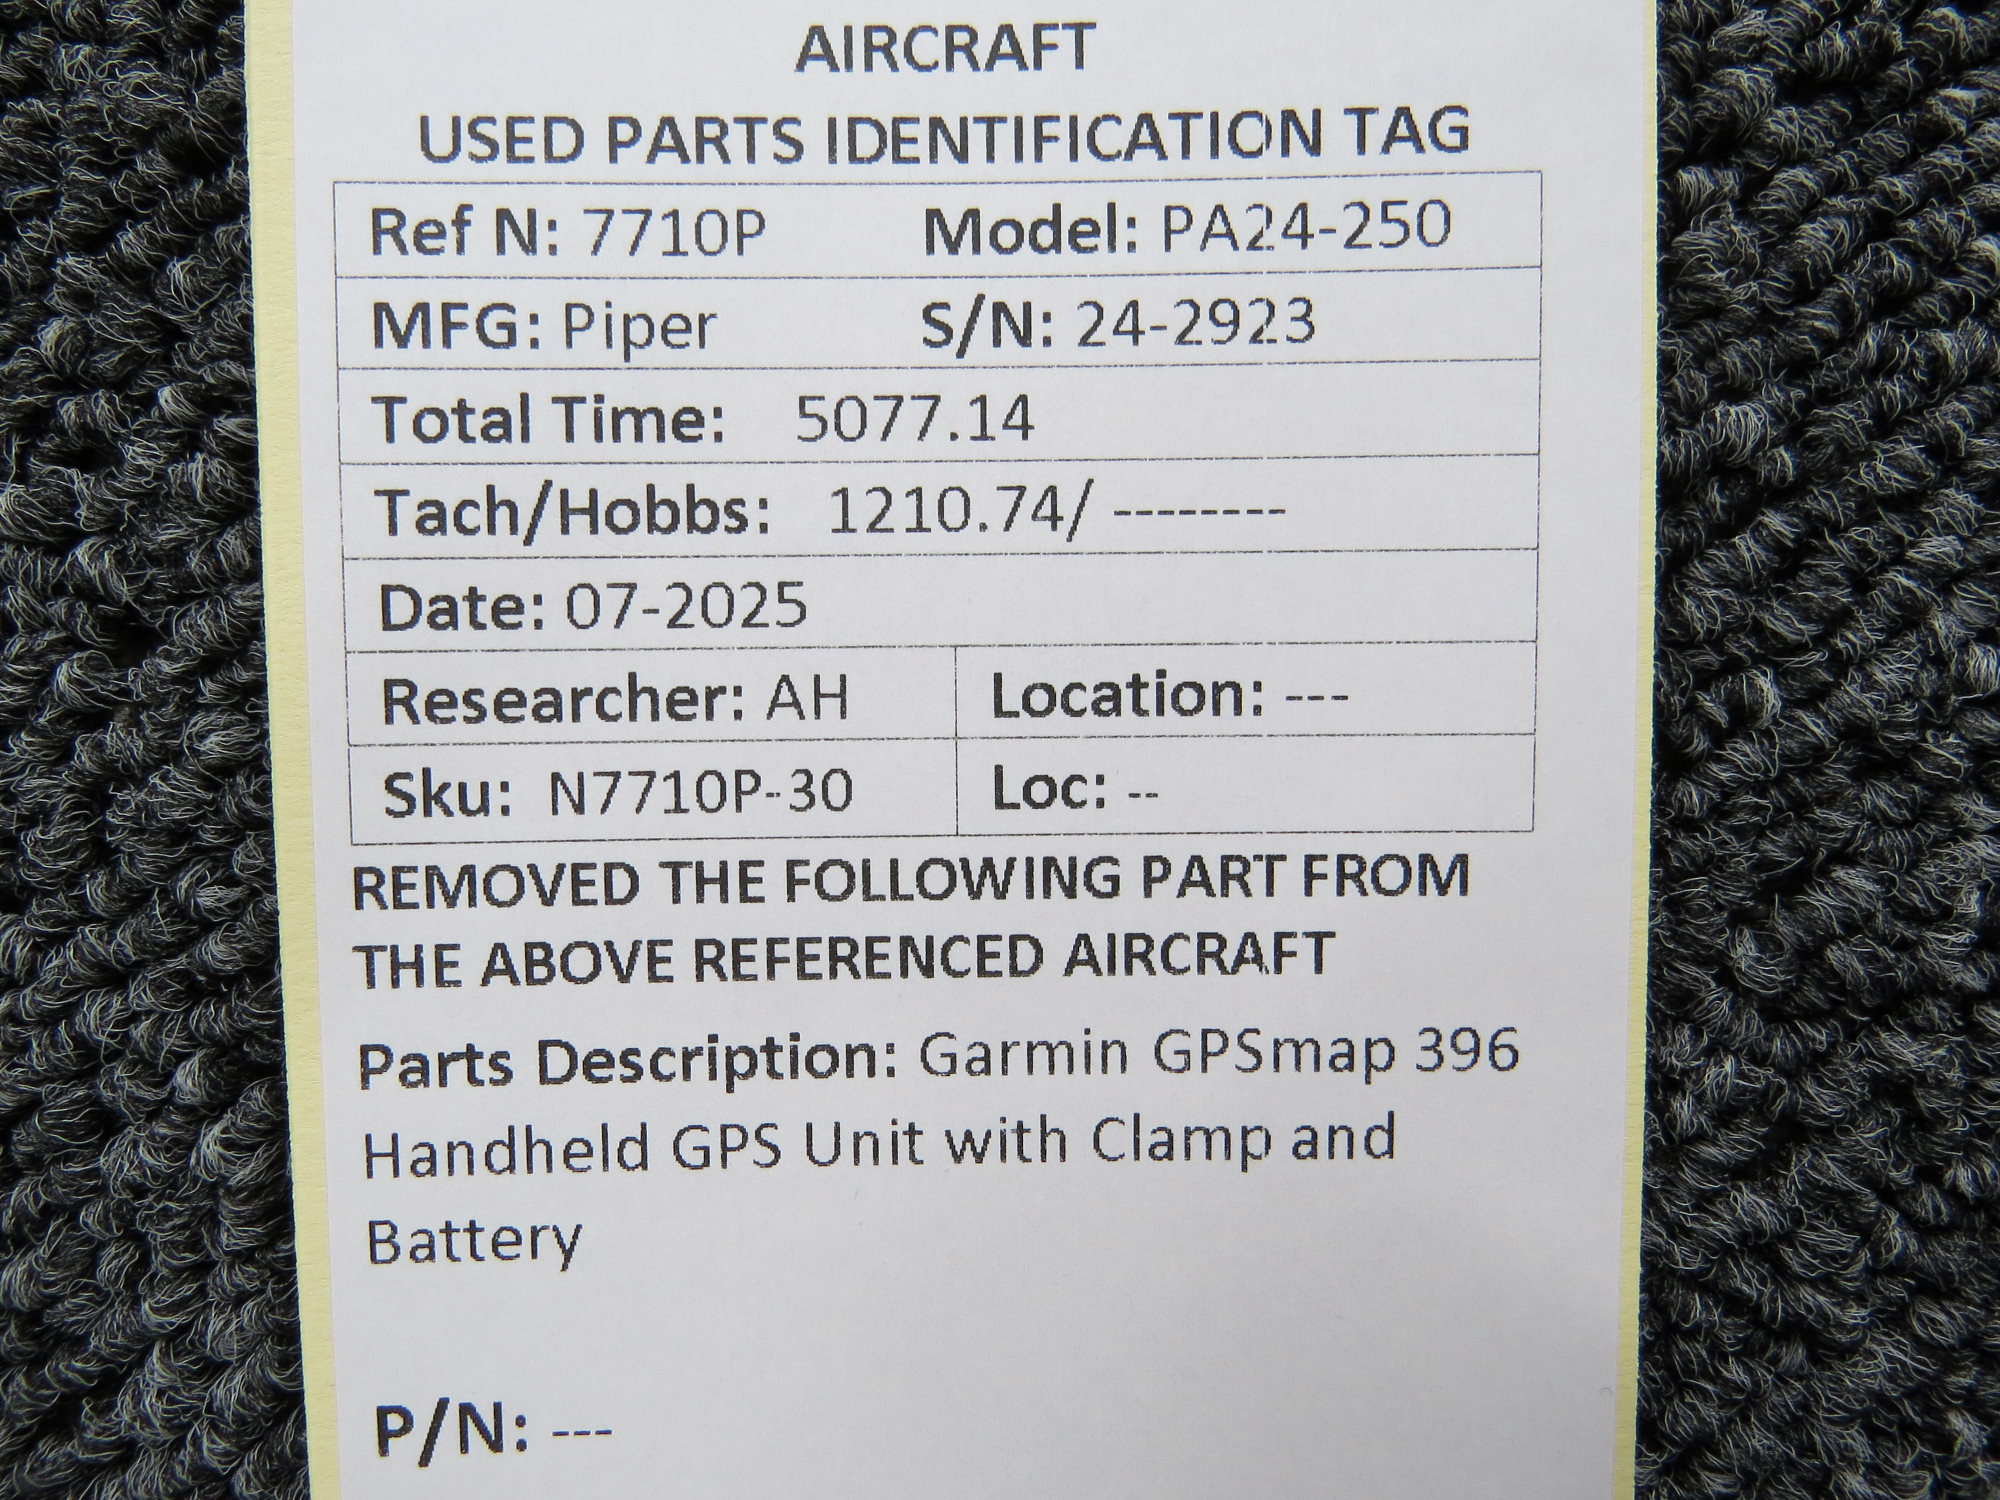 AIRCRAFT
USED PARTS IDENTIFICATION TAG
Ref N: 7710P Model: PA24-250
MFG: Piper S/N: 24-2923
Total Time: 5077.14
Tach/Hobbs: 1210.74/ --------
Date: 07-2025
Researcher: AH Location: ---
Sku: N7710P-30 Loc: --
REMOVED THE FOLLOWING PART FROM
THE ABOVE REFERENCED AIRCRAFT
Parts Description: Garmin GPSmap 396
Handheld GPS Unit with Clamp and
Battery
P/N: ---